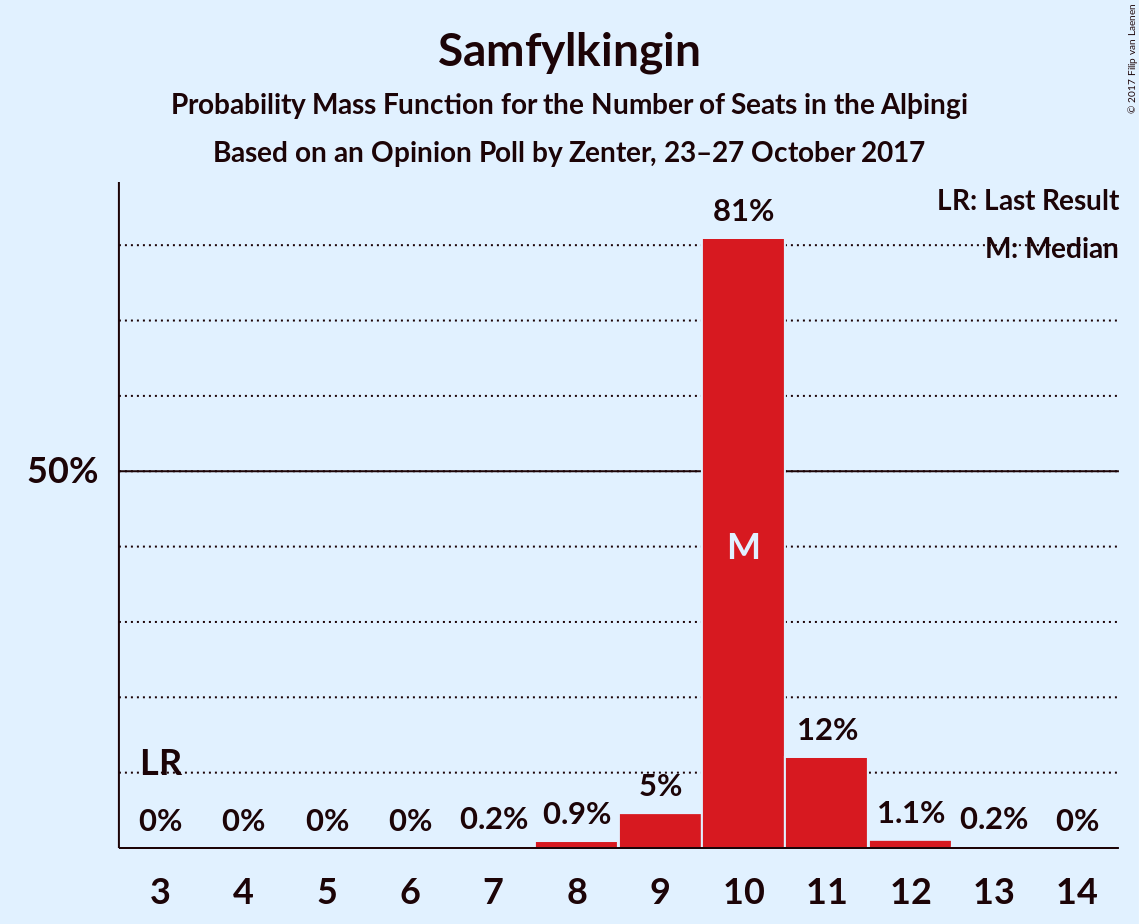 Samfylkingin
Probability Mass Function for the Number of Seats in the Alþingi
Based on an Opinion Poll by Zenter, 23–27 October 2017
© 2017 Filip van Laenen
LR: Last Result
M: Median
81%
50%
M
12%
LR
5%
0% 0% 0% 0% 0.2% 0.9% 1.1% 0.2% 0%
3 4 5 6 7 8 9 10 11 12 13 14